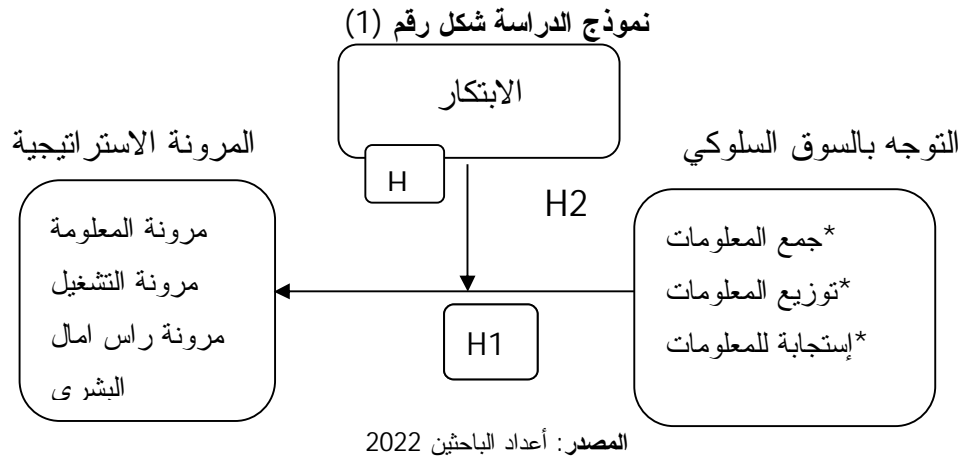 نموذج الدراسة شكل رقم (1)
الابتكار
التوجه بالسوق السلوكي
المرونة الاستراتيجية
H
H2
*جمع المعلومات
*توزيع المعلومات
*إستجابة للمعلومات
H1
مرونة المعلومة
مرونة التشغيل
مرونة راس امال
البشري
المصدر: أعداد الباحثين 2022